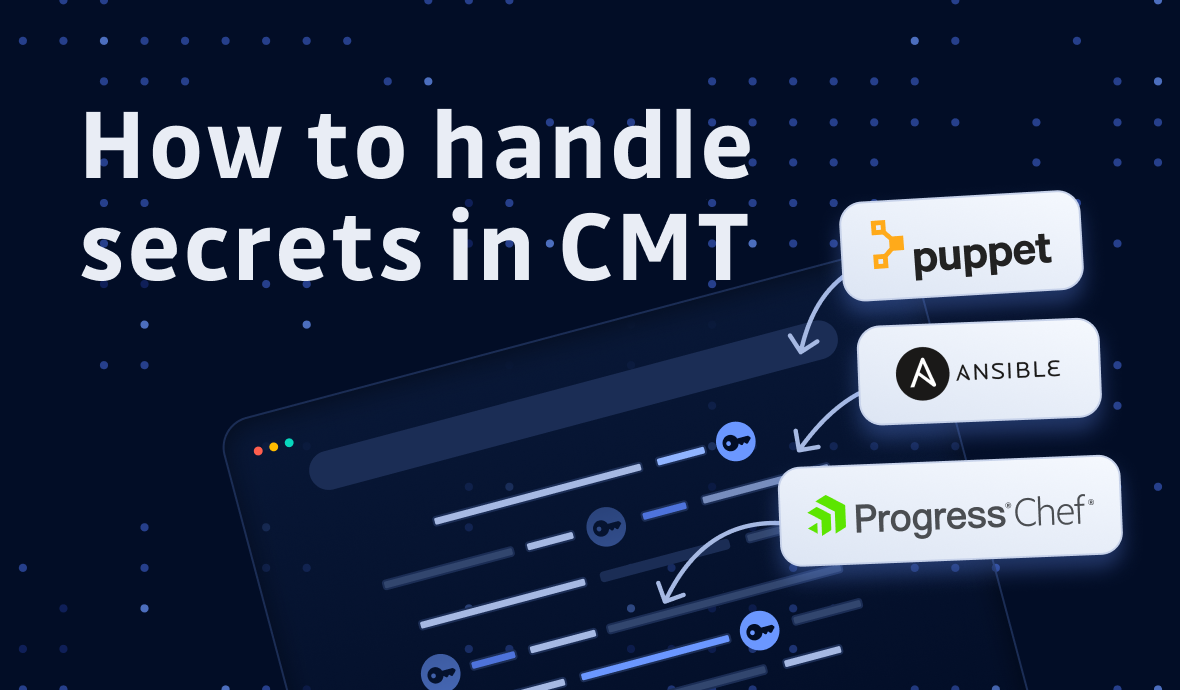 How to handle
secrets in CMT
puppet
ANSIBLE
Progress® Chef®